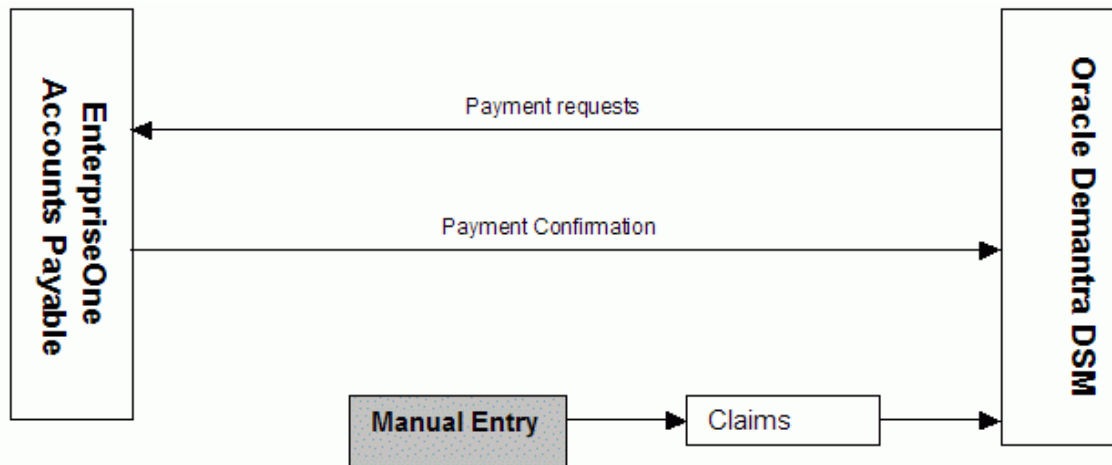 EnterpriseOne
Accounts Payable
Payment requests
Payment Confirmation
Oracle Demantra DSM
Manual Entry
Claims